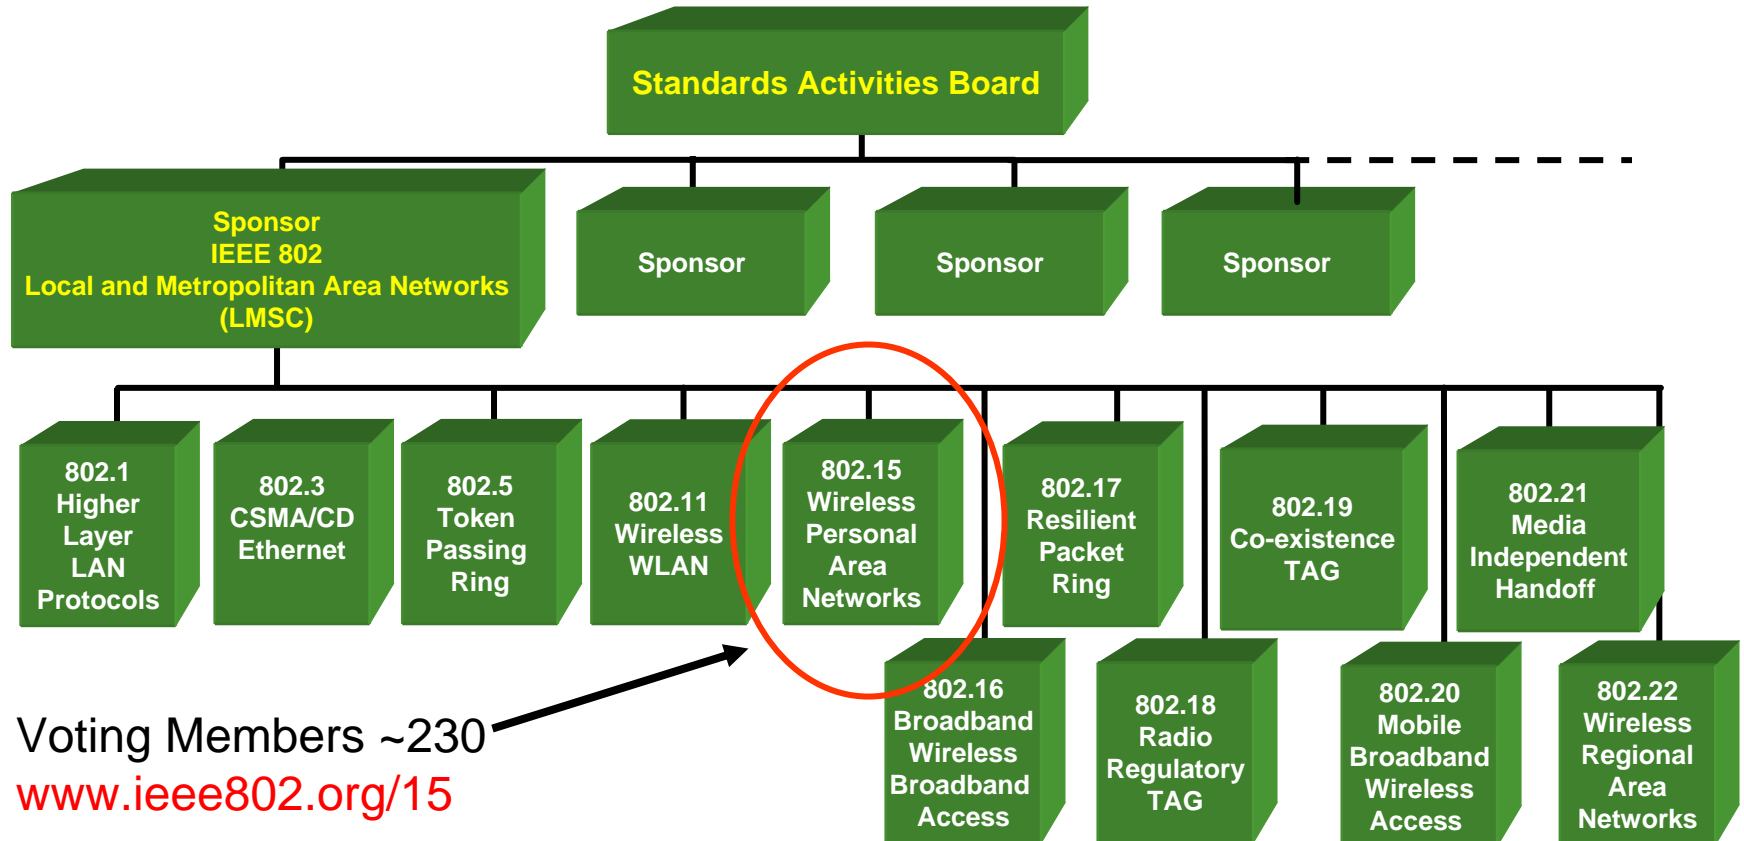 Standards Activities Board
Sponsor
IEEE 802
Local and Metropolitan Area Networks
(LMSC)
Sponsor
Sponsor
Sponsor
802.1
Higher
Layer
LAN
Protocols
802.3
CSMA/CD
Ethernet
802.5
Token
Passing
Ring
802.11
Wireless
WLAN
802.15
Wireless
Personal
Area
Networks
802.17
Resilient
Packet
Ring
802.19
Co-existence
TAG
802.21
Media
Independent
Handoff
802.16
Broadband
Wireless
Broadband
Access
802.18
Radio
Regulatory
TAG
802.20
Mobile
Broadband
Wireless
Access
802.22
Wireless
Regional
Area
Networks
Voting Members ~230
www.ieee802.org/15